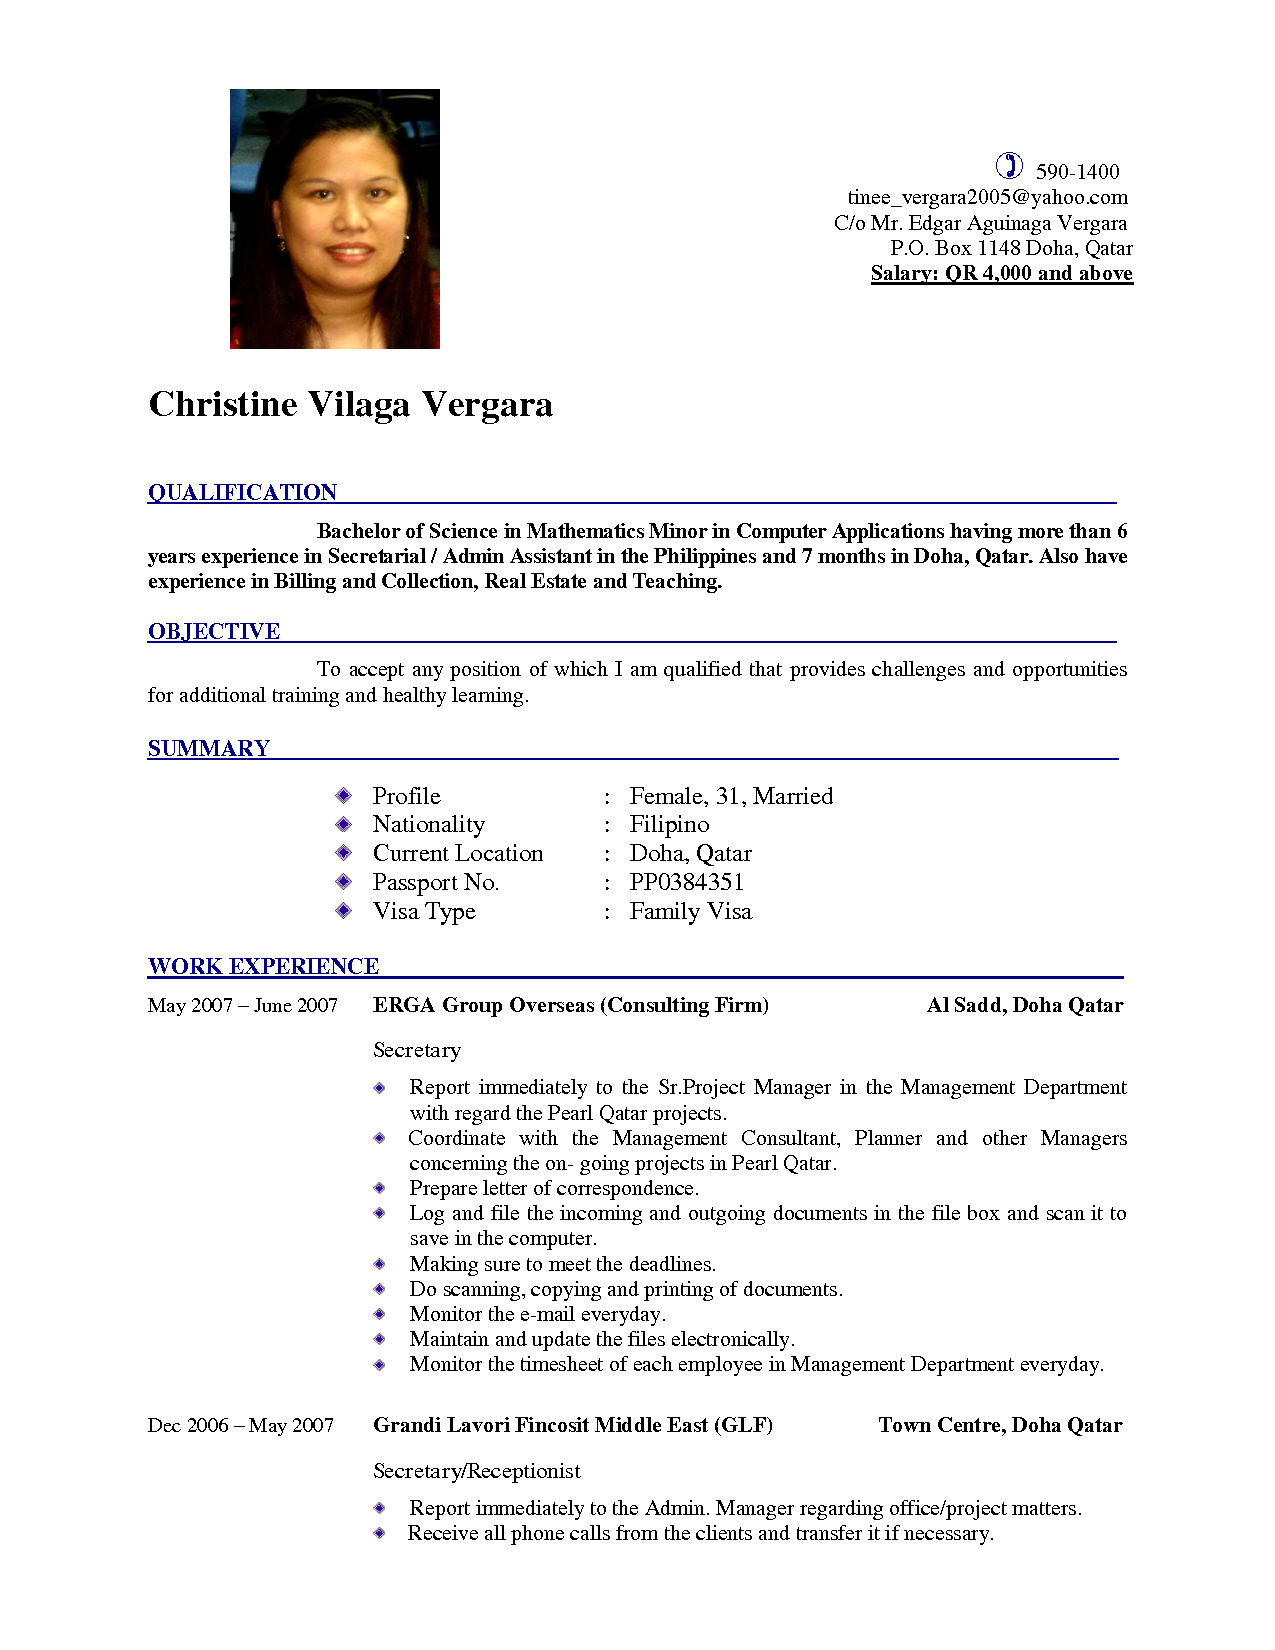 590-1400
tinee_vergara2005@yahoo.com
C/o Mr. Edgar Aguinaga Vergara
P.O. Box 1148 Doha, Qatar
Salary: QR 4,000 and above
Christine Vilaga Vergara
QUALIFICATION
Bachelor of Science in Mathematics Minor in Computer Applications having more than 6
years experience in Secretarial / Admin Assistant in the Philippines and 7 months in Doha, Qatar. Also have
experience in Billing and Collection, Real Estate and Teaching.
OBJECTIVE
To accept any position of which I am qualified that provides challenges and opportunities
for additional training and healthy learning.
SUMMARY
Profile : Female, 31, Married
Nationality : Filipino
Current Location : Doha, Qatar
Passport No. : PP0384351
Visa Type : Family Visa
WORK EXPERIENCE
May 2007 – June 2007 ERGA Group Overseas (Consulting Firm) Al Sadd, Doha Qatar
Secretary
Report immediately to the Sr.Project Manager in the Management Department
with regard the Pearl Qatar projects.
Coordinate with the Management Consultant, Planner and other Managers
concerning the on- going projects in Pearl Qatar.
Prepare letter of correspondence.
Log and file the incoming and outgoing documents in the file box and scan it to
save in the computer.
Making sure to meet the deadlines.
Do scanning, copying and printing of documents.
Monitor the e-mail everyday.
Maintain and update the files electronically.
Monitor the timesheet of each employee in Management Department everyday.
Dec 2006 – May 2007 Grandi Lavori Fincosit Middle East (GLF) Town Centre, Doha Qatar
Secretary/Receptionist
Report immediately to the Admin. Manager regarding office/project matters.
Receive all phone calls from the clients and transfer it if necessary.